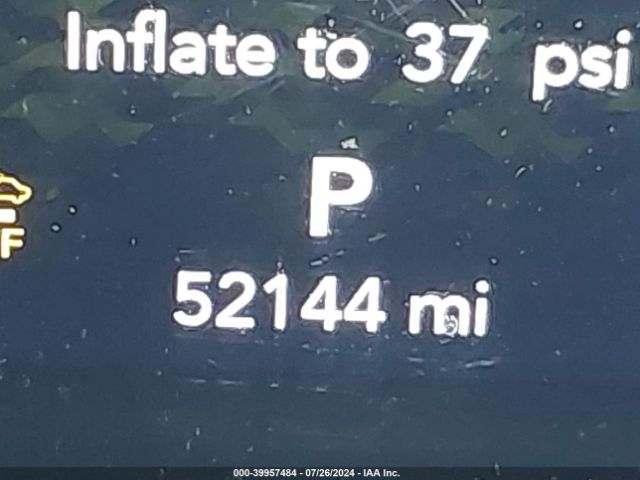 Inflate to 37 psi
P
52144 mi
000-39957484 - 07/26/2024 - IAA Inc.